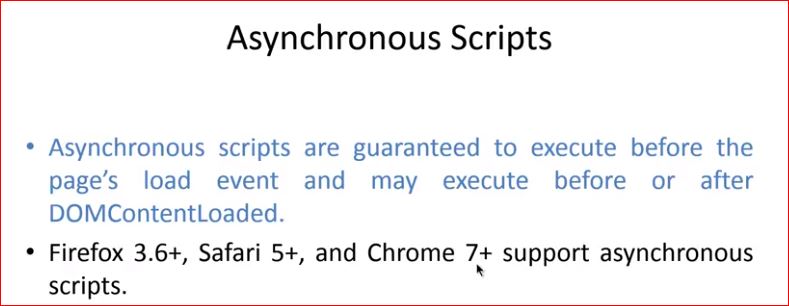 Asynchronous Scripts
• Asynchronous scripts are guaranteed to execute before the
page's load event and may execute before or after
DOMContentLoaded.
• Firefox 3.6+, Safari 5+, and Chrome 7+ support asynchronous
scripts.